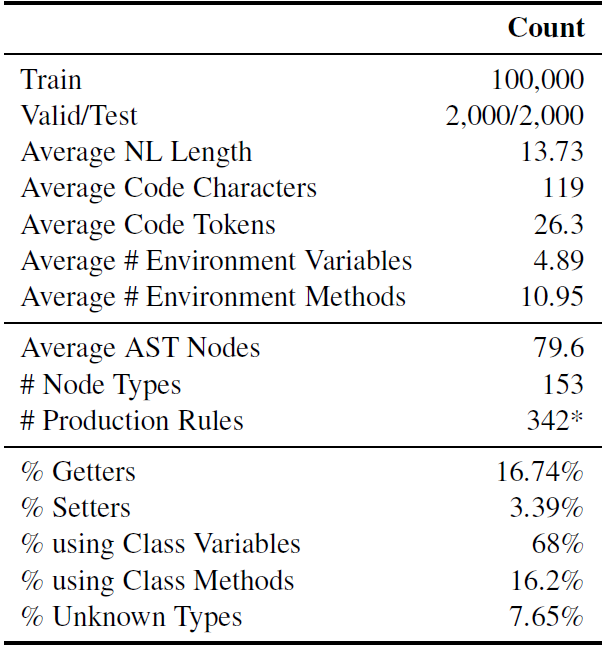 Count
Train 100,000
Valid/Test 2,000/2,000
Average NL Length 13.73
Average Code Characters 119
Average Code Tokens 26.3
Average # Environment Variables 4.89
Average # Environment Methods 10.95
Average AST Nodes 79.6
# Node Types 153
# Production Rules 342*
% Getters 16.74%
% Setters 3.39%
% using Class Variables 68%
% using Class Methods 16.2%
% Unknown Types 7.65%